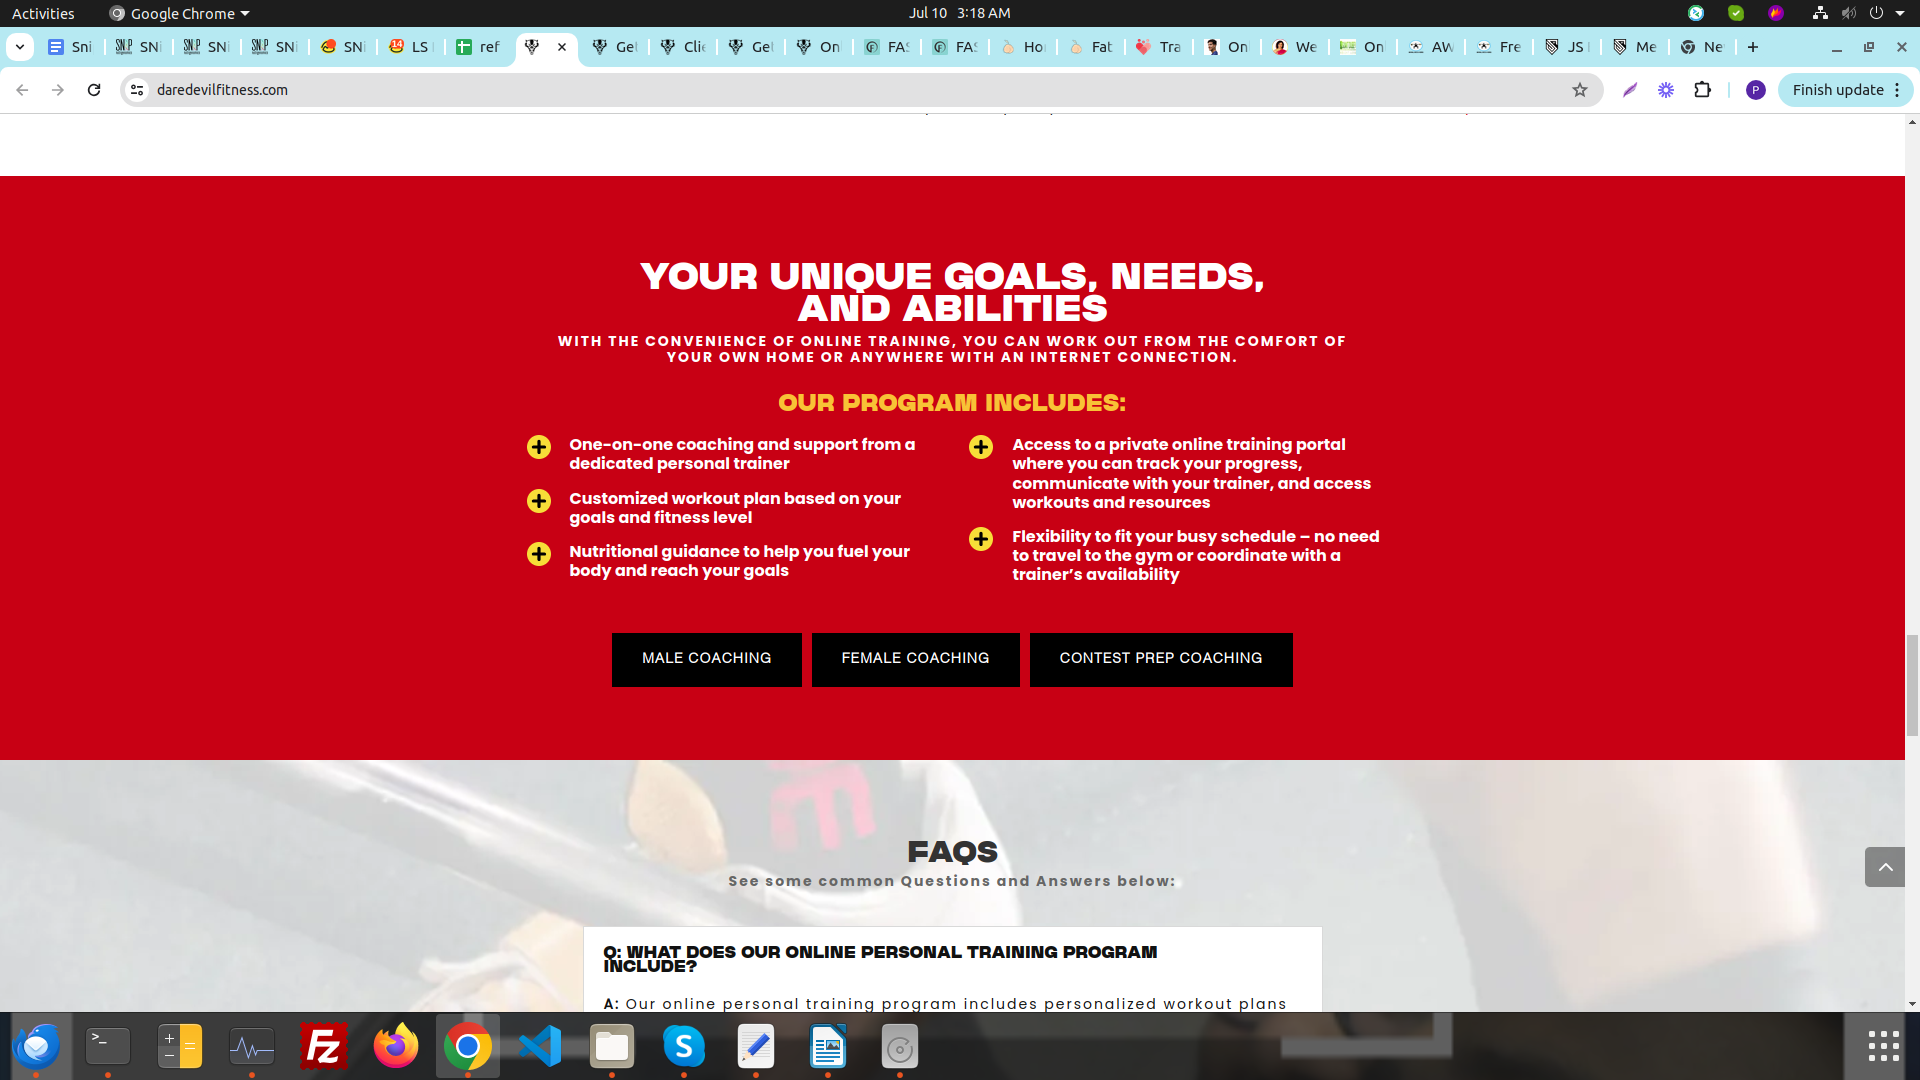 Activities
Google Chrome
Jul 10 3:18 AM
Sni
SNi
SNi
SNi
SNi
LS
ref
Get
Clie
Get
Onl
FAS
FAS
Ho
Fat
Tra
On
We
On
AW
Fre
JS
Me
Ne
daredevilfitness.com
P
Finish update
YOUR UNIQUE GOALS, NEEDS,
AND ABILITIES
WITH THE CONVENIENCE OF ONLINE TRAINING, YOU CAN WORK OUT FROM THE COMFORT OF
YOUR OWN HOME OR ANYWHERE WITH AN INTERNET CONNECTION.
OUR PROGRAM INCLUDES:
One-on-one coaching and support from a
dedicated personal trainer
Customized workout plan based on your
goals and fitness level
Nutritional guidance to help you fuel your
body and reach your goals
Access to a private online training portal
where you can track your progress,
communicate with your trainer, and access
workouts and resources
Flexibility to fit your busy schedule – no need
to travel to the gym or coordinate with a
trainer’s availability
MALE COACHING
FEMALE COACHING
CONTEST PREP COACHING
FAQS
See some common Questions and Answers below:
Q: WHAT DOES OUR ONLINE PERSONAL TRAINING PROGRAM
INCLUDE?
A: Our online personal training program includes personalized workout plans